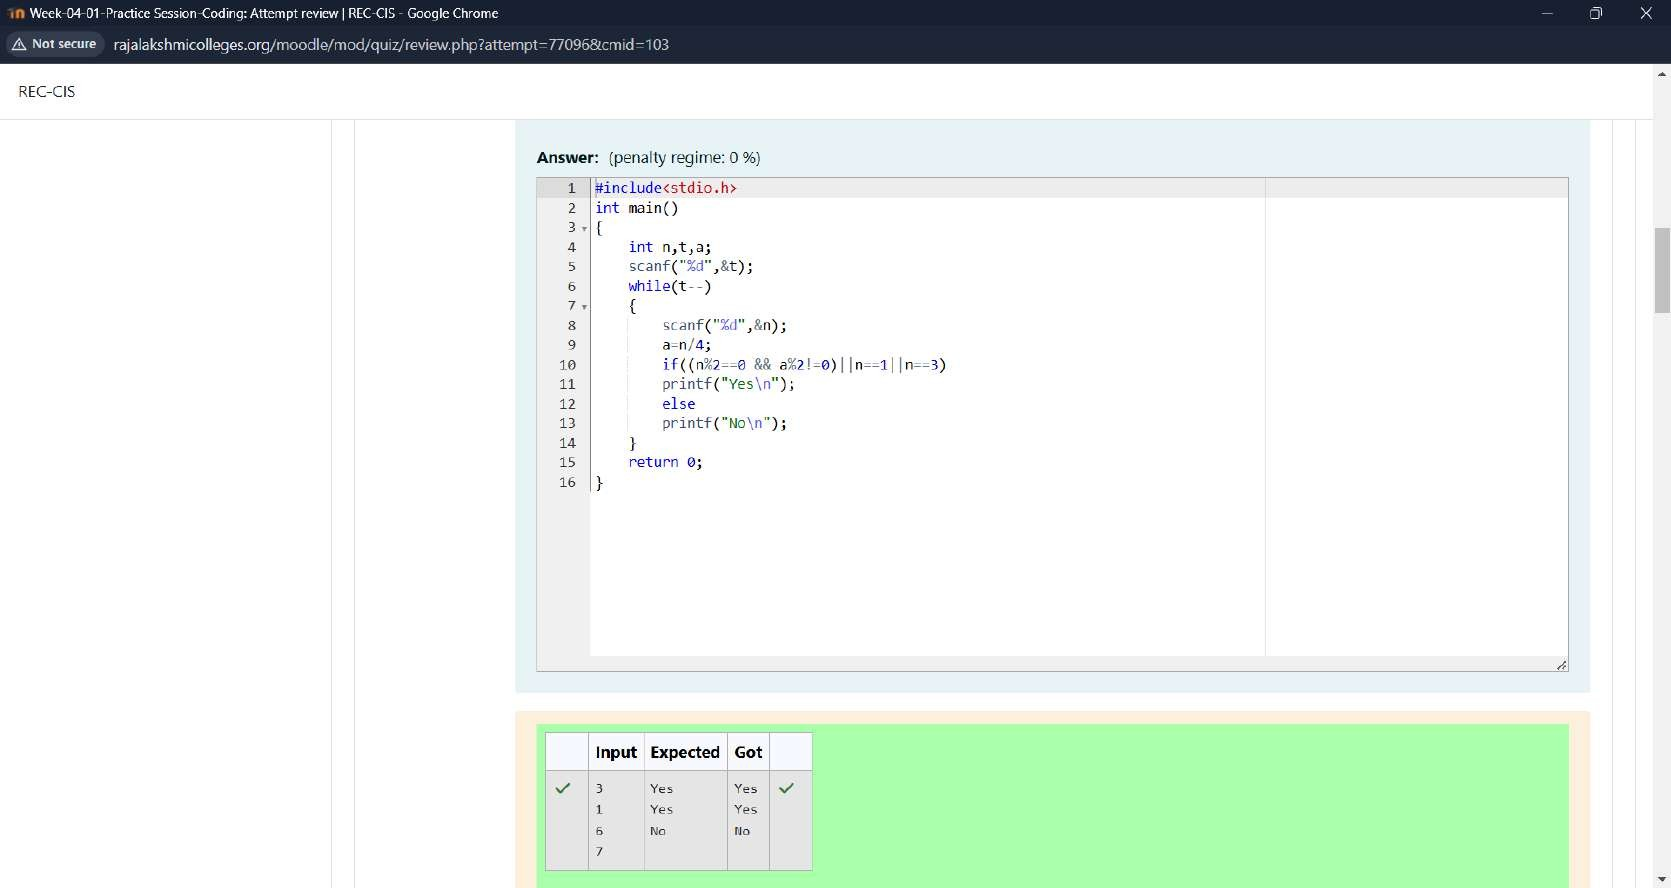 Week-04-01-Practice Session-Coding: Attempt review | REC-CIS - Google Chrome
Not secure rajalakshmicolleges.org/moodle/mod/quiz/review.php?attempt=77096&cmid=103
REC-CIS
Answer: (penalty regime: 0 %)
1 #include<stdio.h>
2 int main()
3 {
4 int n,t,a;
5 scanf("%d",&t);
6 while(t--)
7 {
8 scanf("%d",&n);
9 a=n/4;
10 if((n%2==0 && a%2!=0)||n==1||n==3)
11 printf("Yes\n");
12 else
13 printf("No\n");
14 }
15 return 0;
16 }
Input Expected Got
3 Yes Yes
1 Yes Yes
6 No No
7